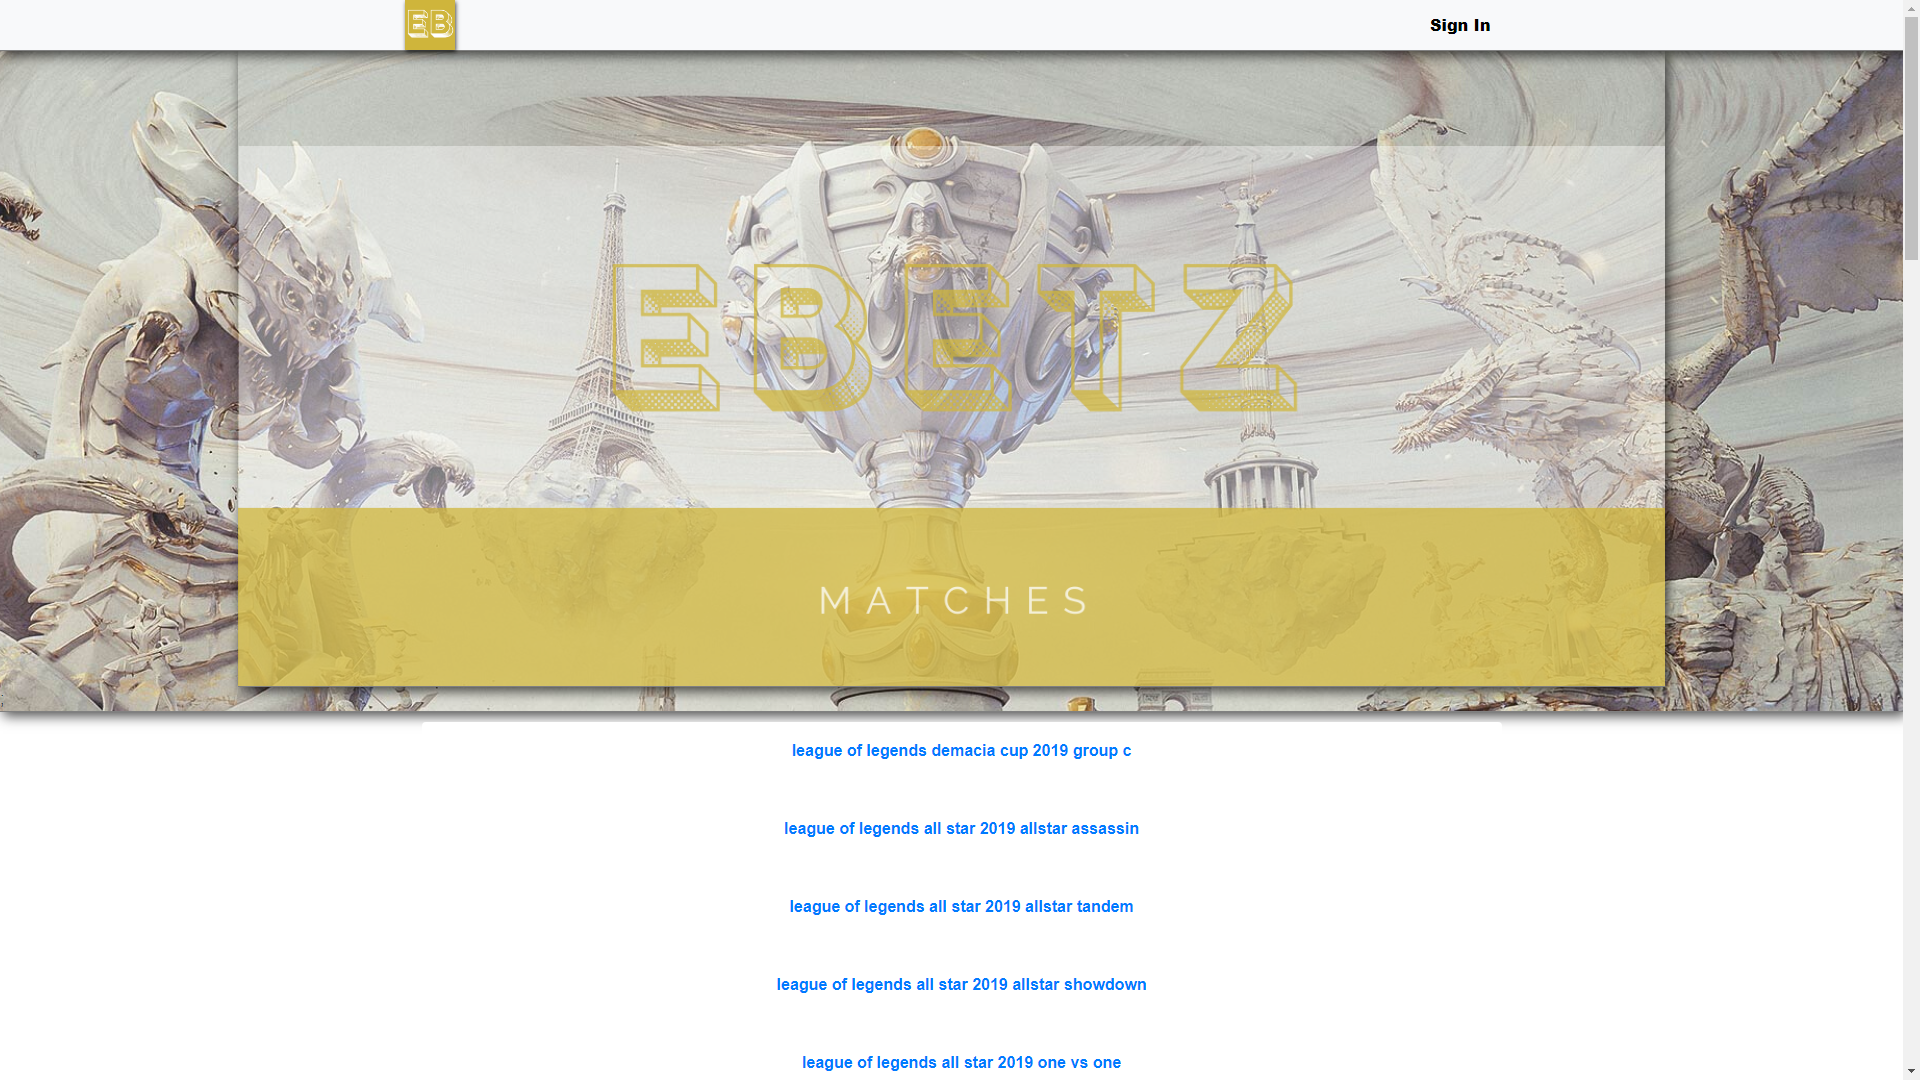 EB
Sign In
EBETZ
MATCHES
league of legends demacia cup 2019 group c
league of legends all star 2019 allstar assassin
league of legends all star 2019 allstar tandem
league of legends all star 2019 allstar showdown
league of legends all star 2019 one vs one